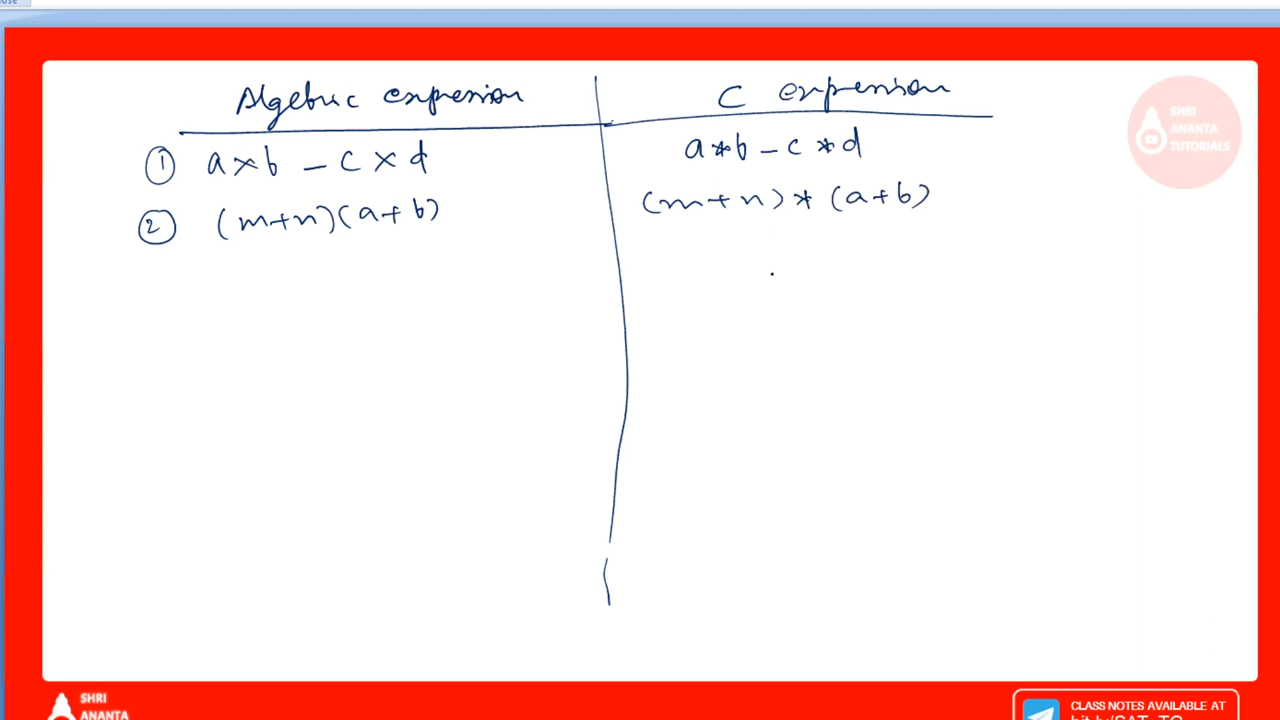 Algebric expression
C expression
① a×b - c×d
a*b - c*d
② (m+n)(a+b)
(m+n) * (a+b)
SHRI
ANANTA
TUTORIALS
SHRI
ANANTA
CLASS NOTES AVAILABLE AT